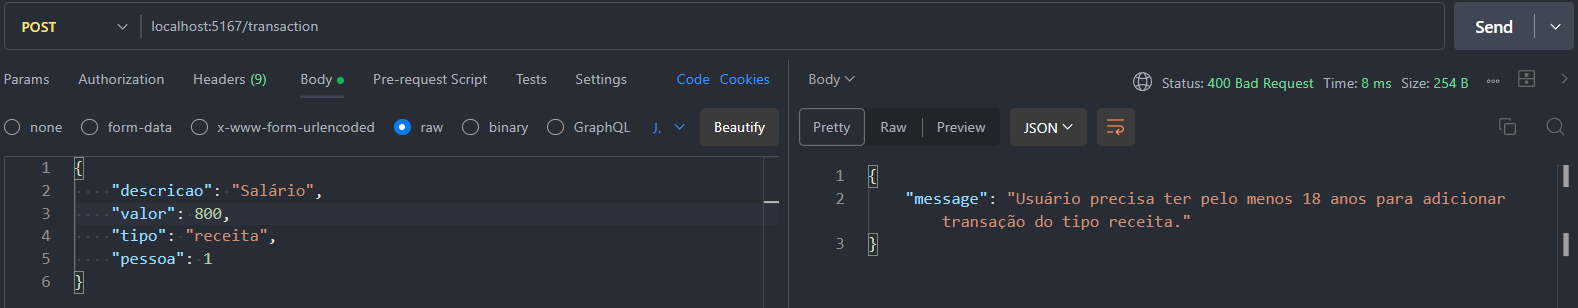 POST localhost:5167/transaction Send
Params Authorization Headers (9) Body Pre-request Script Tests Settings Code Cookies
none form-data x-www-form-urlencoded raw binary GraphQL J. Beautify
1 {
2 "descricao": "Salário",
3 "valor": 800,
4 "tipo": "receita",
5 "pessoa": 1
6 }
Body Status: 400 Bad Request Time: 8 ms Size: 254 B
Pretty Raw Preview JSON
1 {
2 "message": "Usuário precisa ter pelo menos 18 anos para adicionar
transação do tipo receita."
3 }